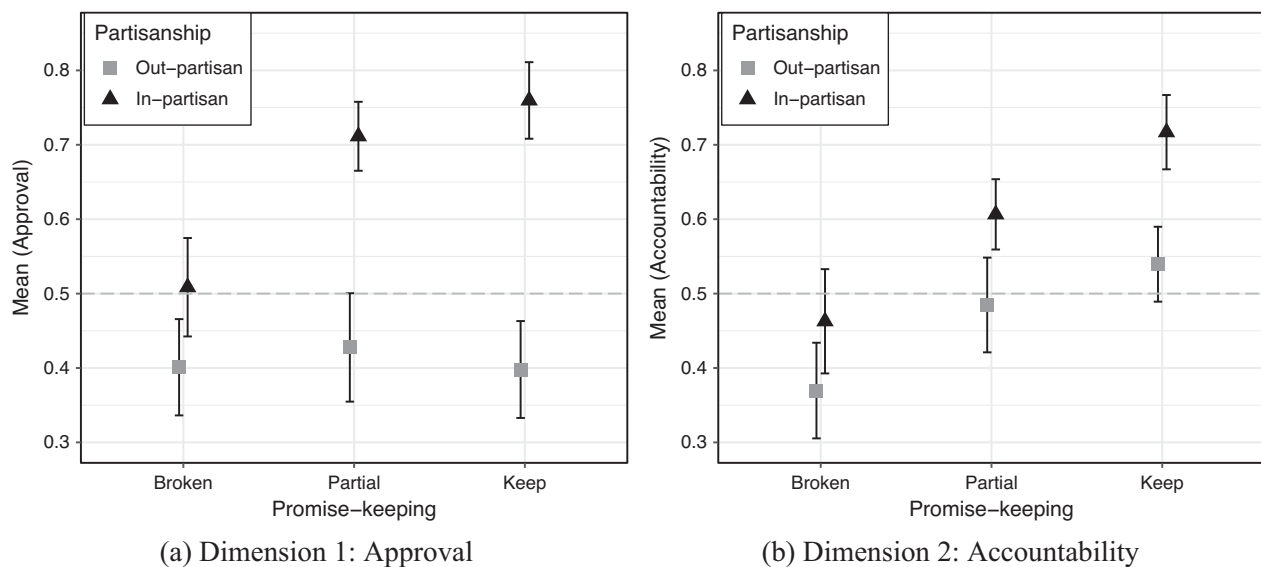 Partisanship
Out−partisan
In−partisan
0.8
0.7
0.6
0.5
0.4
0.3
Mean (Approval)
Broken
Partial
Keep
Promise−keeping
(a) Dimension 1: Approval
Partisanship
Out−partisan
In−partisan
0.8
0.7
0.6
0.5
0.4
0.3
Mean (Accountability)
Broken
Partial
Keep
Promise−keeping
(b) Dimension 2: Accountability